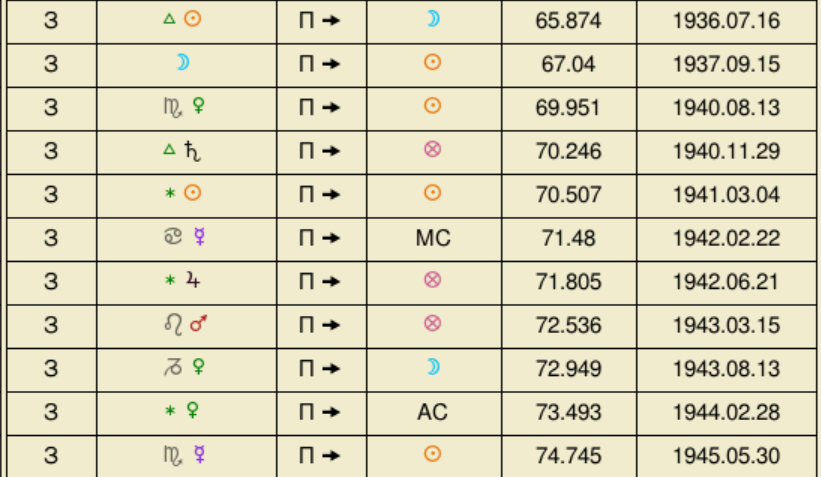 З △ ☉ П → ☽ 65.874 1936.07.16
З ☽ П → ☉ 67.04 1937.09.15
З ♏ ♀ П → ☉ 69.951 1940.08.13
З △ ♄ П → ⊗ 70.246 1940.11.29
З * ☉ П → ☉ 70.507 1941.03.04
З ♋ ☿ П → MC 71.48 1942.02.22
З * ♃ П → ⊗ 71.805 1942.06.21
З ♌ ♂ П → ⊗ 72.536 1943.03.15
З ♑ ♀ П → ☽ 72.949 1943.08.13
З * ♀ П → AC 73.493 1944.02.28
З ♏ ☿ П → ☉ 74.745 1945.05.30